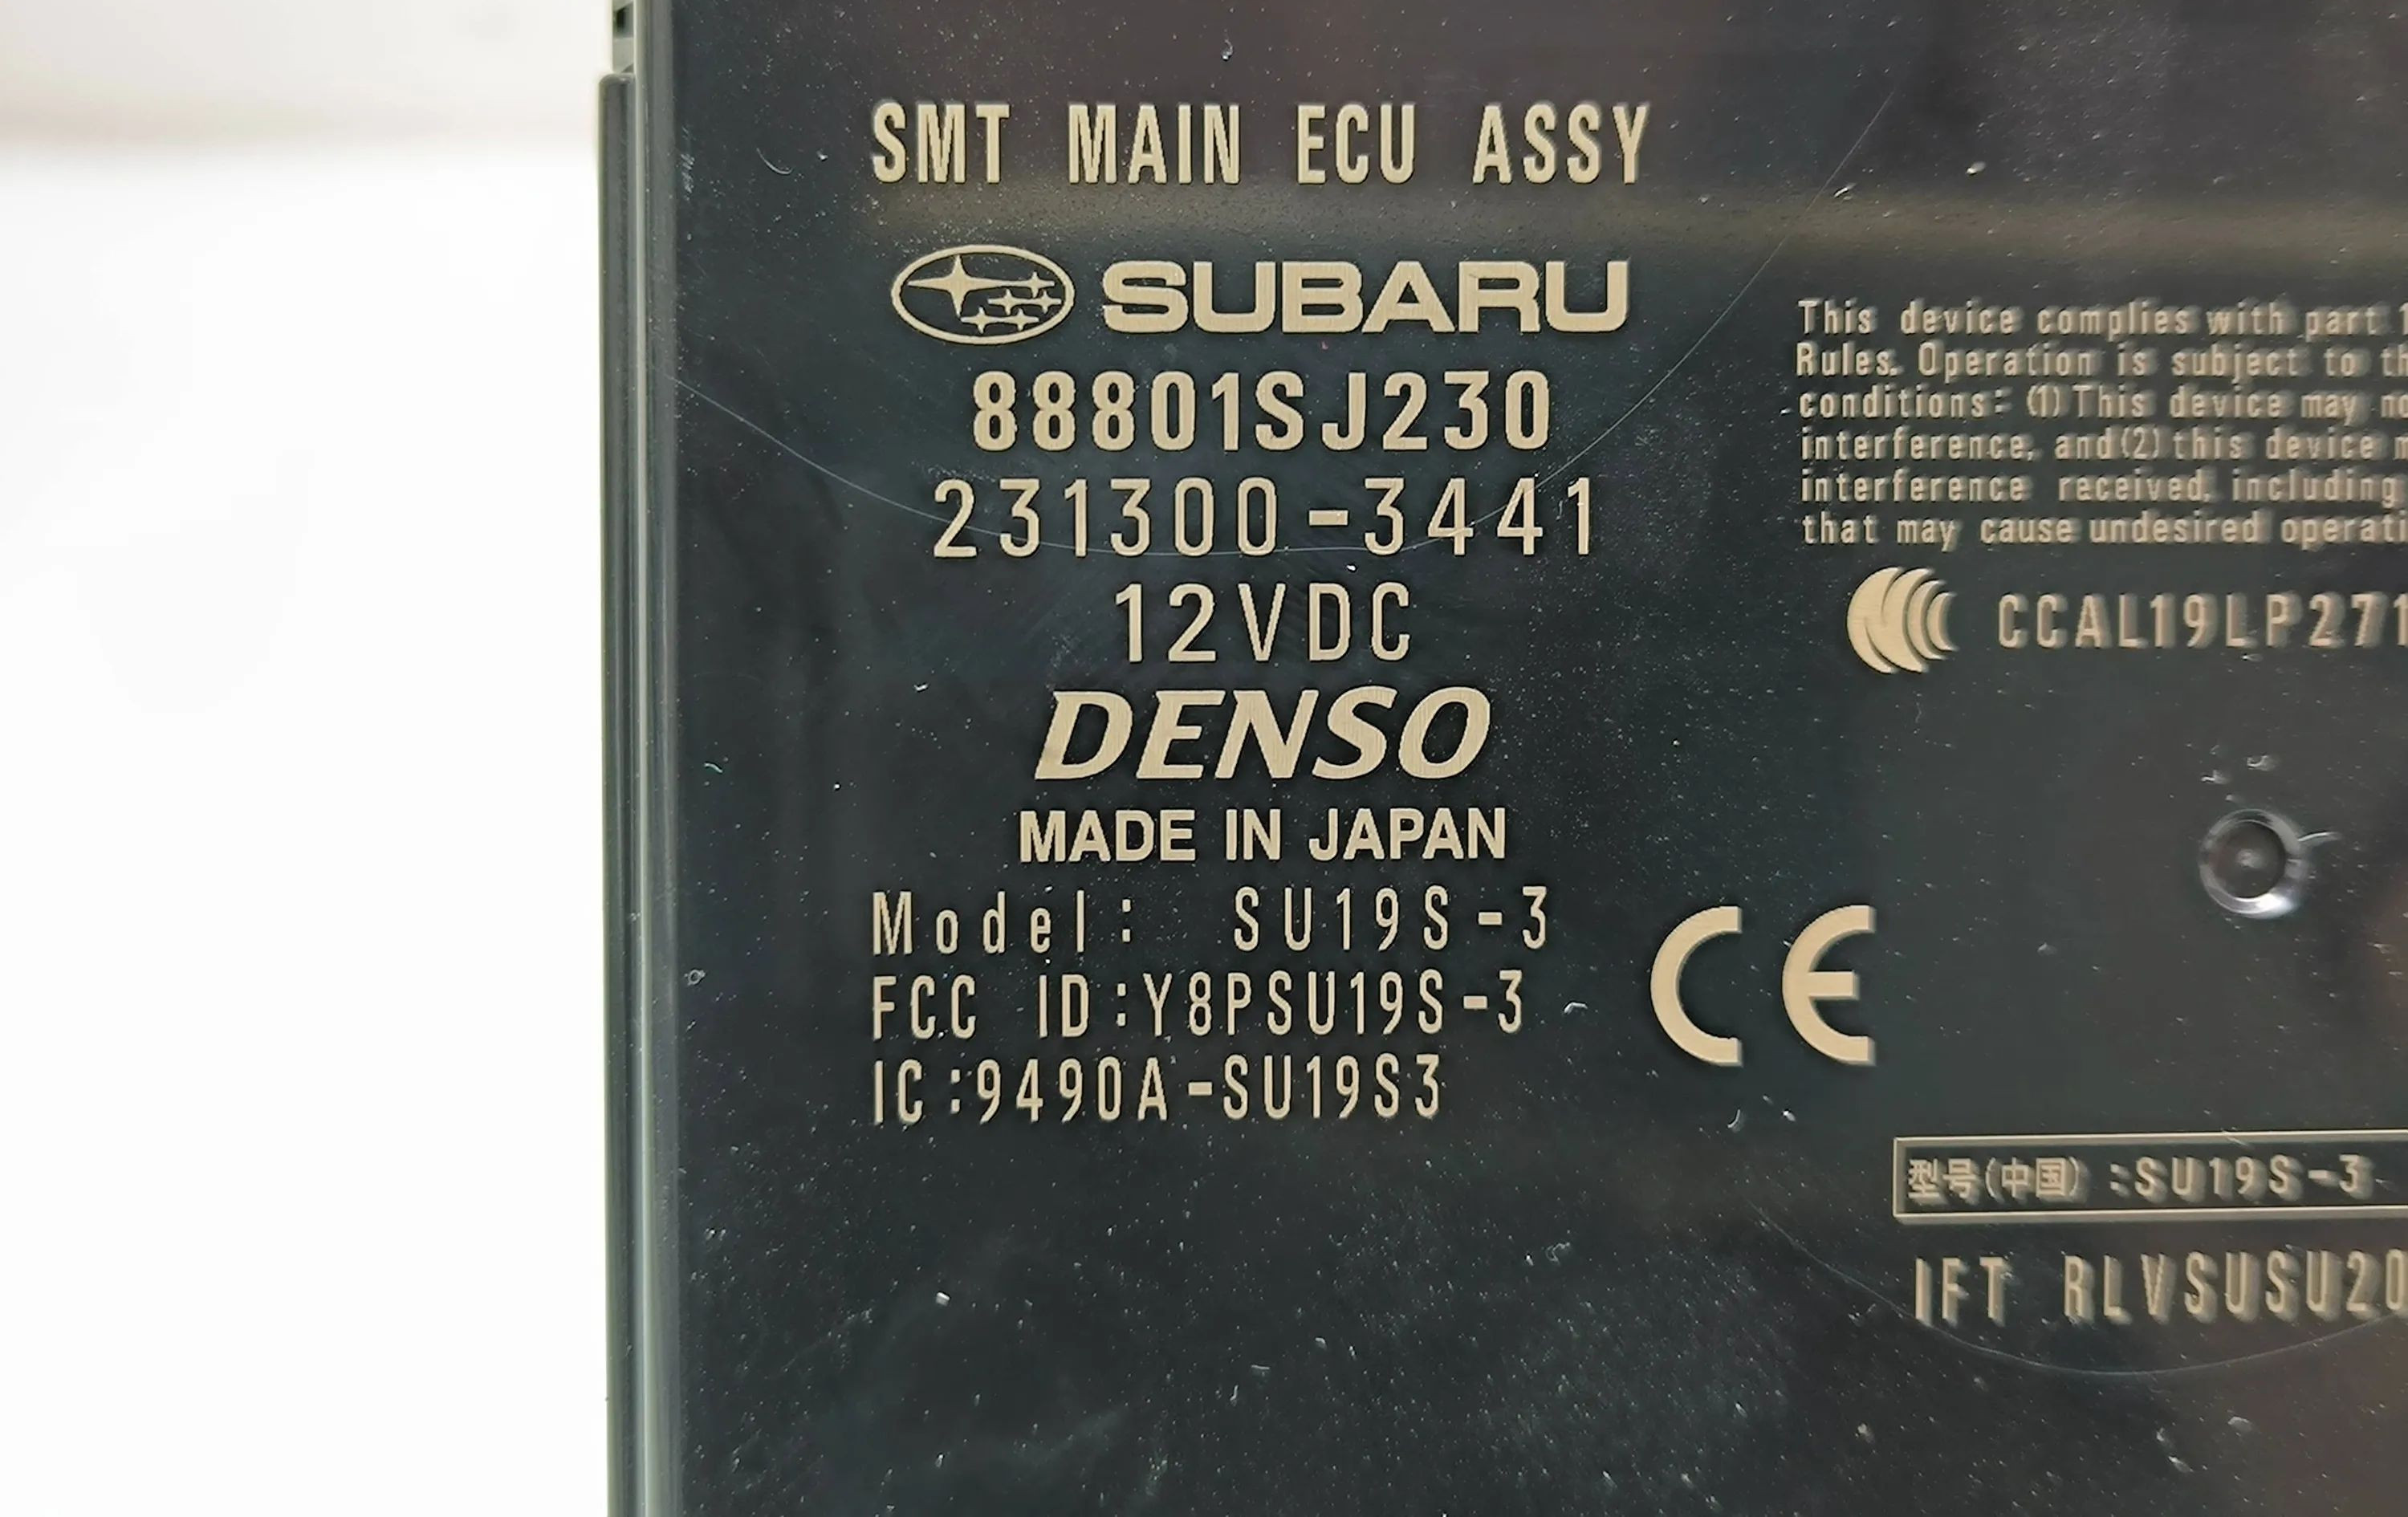 SMT MAIN ECU ASSY
SUBARU
88801SJ230
231300-3441
12VDC
DENSO
MADE IN JAPAN
Model: SU19S-3
FCC ID:Y8PSU19S-3
IC:9490A-SU19S3
CE
This device complies with part
Rules. Operation is subject to
conditions: (1) This device may
interference, and (2) this device
interference received, including
that may cause undesired
CCAL19LP271
型号(中国):SU19S-3
IFT RLVSUSU20